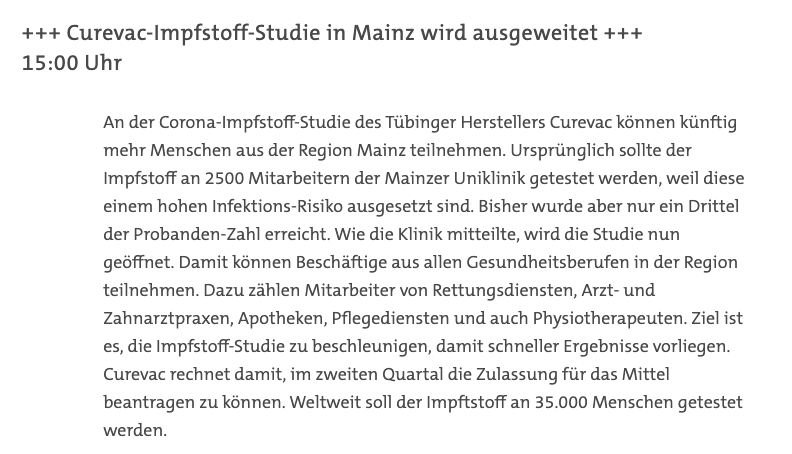 +++ Curevac-Impfstoff-Studie in Mainz wird ausgeweitet +++
15:00 Uhr
An der Corona-Impfstoff-Studie des Tübinger Herstellers Curevac können künftig
mehr Menschen aus der Region Mainz teilnehmen. Ursprünglich sollte der
Impfstoff an 2500 Mitarbeitern der Mainzer Uniklinik getestet werden, weil diese
einem hohen Infektions-Risiko ausgesetzt sind. Bisher wurde aber nur ein Drittel
der Probanden-Zahl erreicht. Wie die Klinik mitteilte, wird die Studie nun
geöffnet. Damit können Beschäftige aus allen Gesundheitsberufen in der Region
teilnehmen. Dazu zählen Mitarbeiter von Rettungsdiensten, Arzt- und
Zahnarztpraxen, Apotheken, Pflegediensten und auch Physiotherapeuten. Ziel ist
es, die Impfstoff-Studie zu beschleunigen, damit schneller Ergebnisse vorliegen.
Curevac rechnet damit, im zweiten Quartal die Zulassung für das Mittel
beantragen zu können. Weltweit soll der Impftstoff an 35.000 Menschen getestet
werden.